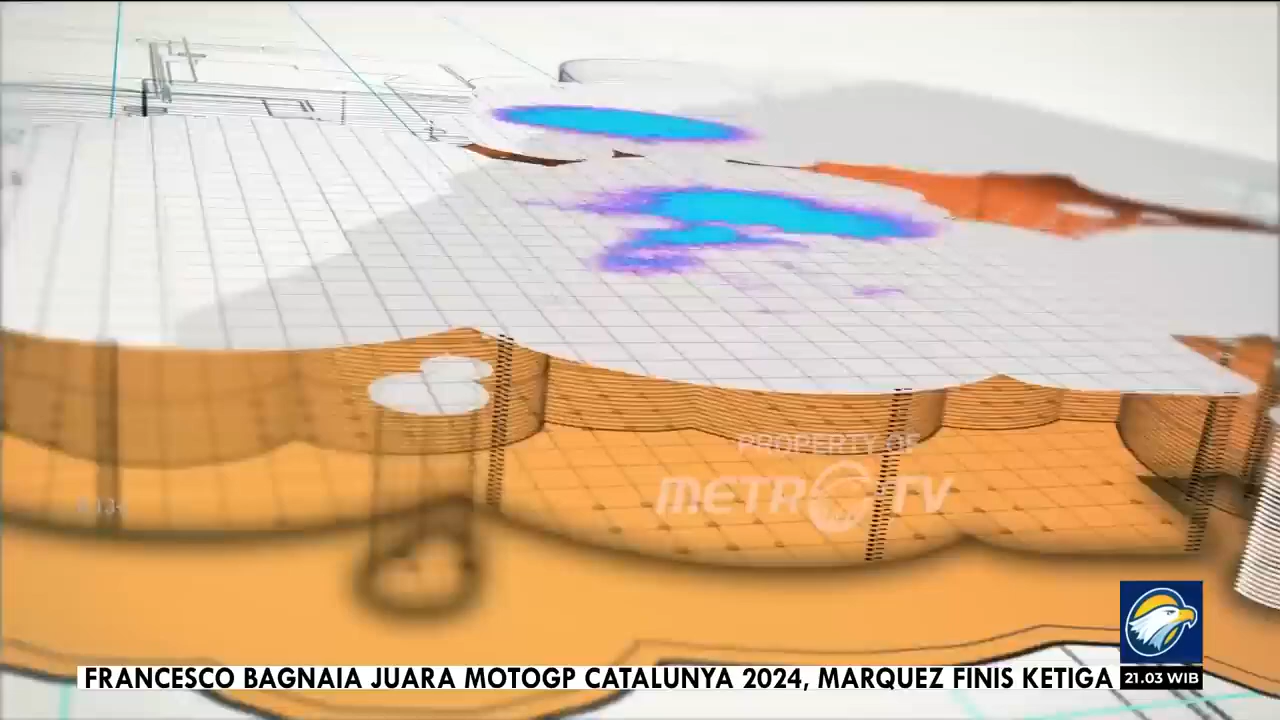 PROPERTY OF
METRO TV
FRANCESCO BAGNAIA JUARA MOTOGP CATALUNYA 2024, MARQUEZ FINIS KETIGA
21.03 WIB